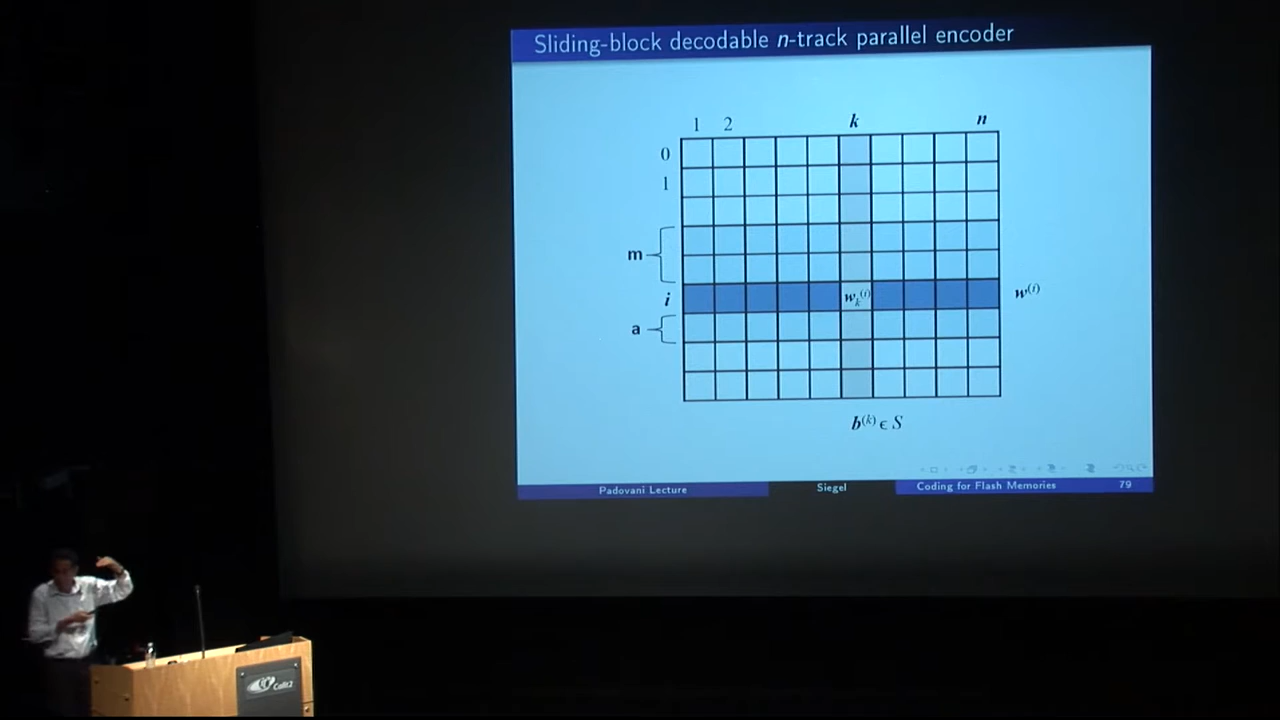 Sliding-block decodable n-track parallel encoder
1 2 k n
0
1
m
i w_k^(i) w^(i)
a
b^(k) ϵ S
Padovani Lecture Siegel Coding for Flash Memories 79
Calit2